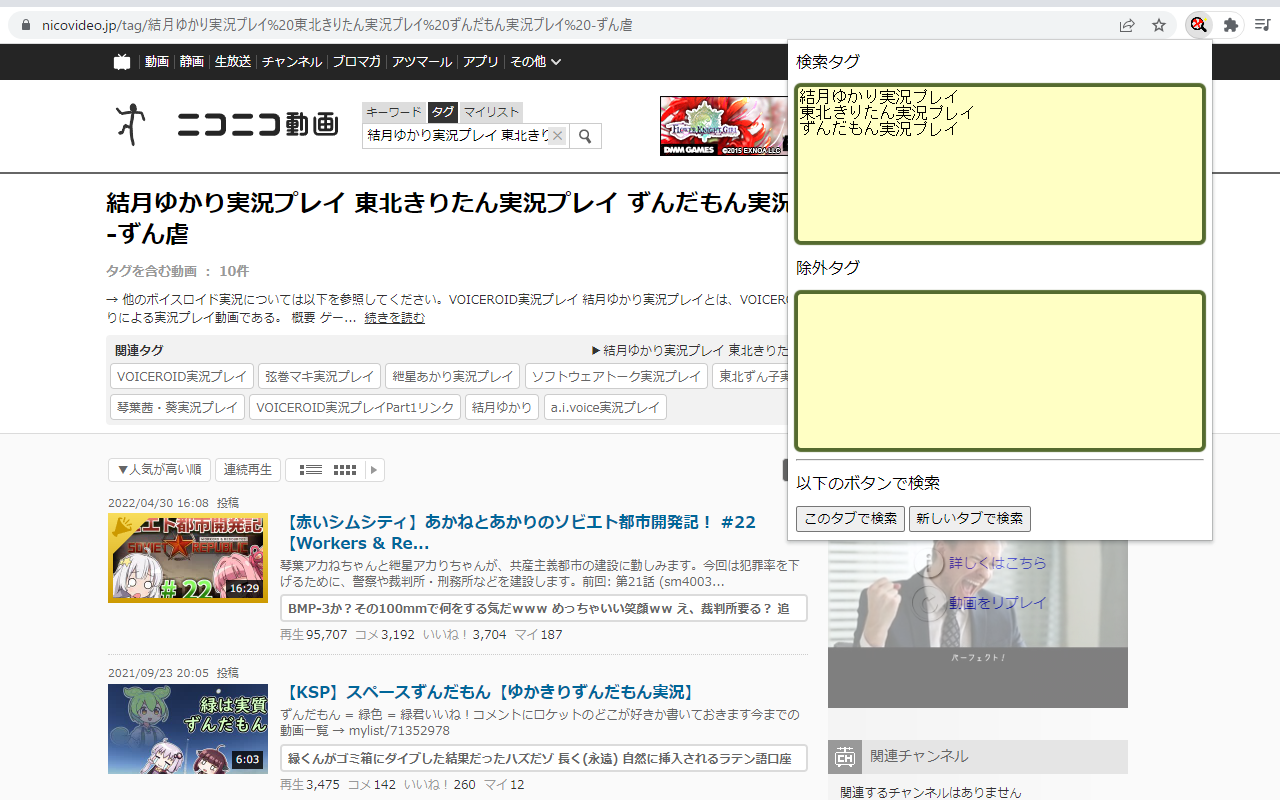 nicovideo.jp/tag/結月ゆかり実況プレイ%20東北きりたん実況プレイ%20ずんだもん実況プレイ%20-ずん虐
動画 静画 生放送 チャンネル ブロマガ アツマール アプリ その他
検索タグ
ニコニコ動画
キーワード タグ マイリスト
結月ゆかり実況プレイ 東北きり
FLOWER KNIGHT GIRL
DMM GAMES ©2015 EXNOA LLC
結月ゆかり実況プレイ
東北きりたん実況プレイ
ずんだもん実況プレイ
結月ゆかり実況プレイ 東北きりたん実況プレイ ずんだもん実況
-ずん虐
タグを含む動画 : 10件
→ 他のボイスロイド実況については以下を参照してください。VOICEROID実況プレイ 結月ゆかり実況プレイとは、VOICERO
りによる実況プレイ動画である。 概要 ゲー... 続きを読む
除外タグ
関連タグ
▶結月ゆかり実況プレイ 東北きりた
VOICEROID実況プレイ 弦巻マキ実況プレイ 紲星あかり実況プレイ ソフトウェアトーク実況プレイ 東北ずん子実
琴葉茜・葵実況プレイ VOICEROID実況プレイPart1リンク 結月ゆかり a.i.voice実況プレイ
以下のボタンで検索
このタブで検索 新しいタブで検索
▼人気が高い順 連続再生
2022/04/30 16:08 投稿
エト都市開発記
SOVIET REPUBLIC
#22
16:29
【赤いシムシティ】あかねとあかりのソビエト都市開発記！ #22
【Workers & Re...
琴葉アカねちゃんと紲星アカりちゃんが、共産主義都市の建設に勤しみます。今回は犯罪率を下
げるために、警察や裁判所・刑務所などを建設します。前回: 第21話 (sm4003...
BMP-3か？その100mmで何をする気だｗｗｗ めっちゃいい笑顔ｗｗ え、裁判所要る？ 追
再生95,707 コメ3,192 いいね！3,704 マイ187
詳しくはこちら
動画をリプレイ
パーフェクト！
2021/09/23 20:05 投稿
緑は実質
ずんだもん
6:03
【KSP】スペースずんだもん【ゆかきりずんだもん実況】
ずんだもん = 緑色 = 緑君いいね！コメントにロケットのどこが好きか書いておきます今までの
動画一覧 → mylist/71352978
緑くんがゴミ箱にダイブした結果だったハズだゾ 長く(永遠) 自然に挿入されるラテン語口座
再生3,475 コメ142 いいね！260 マイ12
CH 関連チャンネル
関連するチャンネルはありません